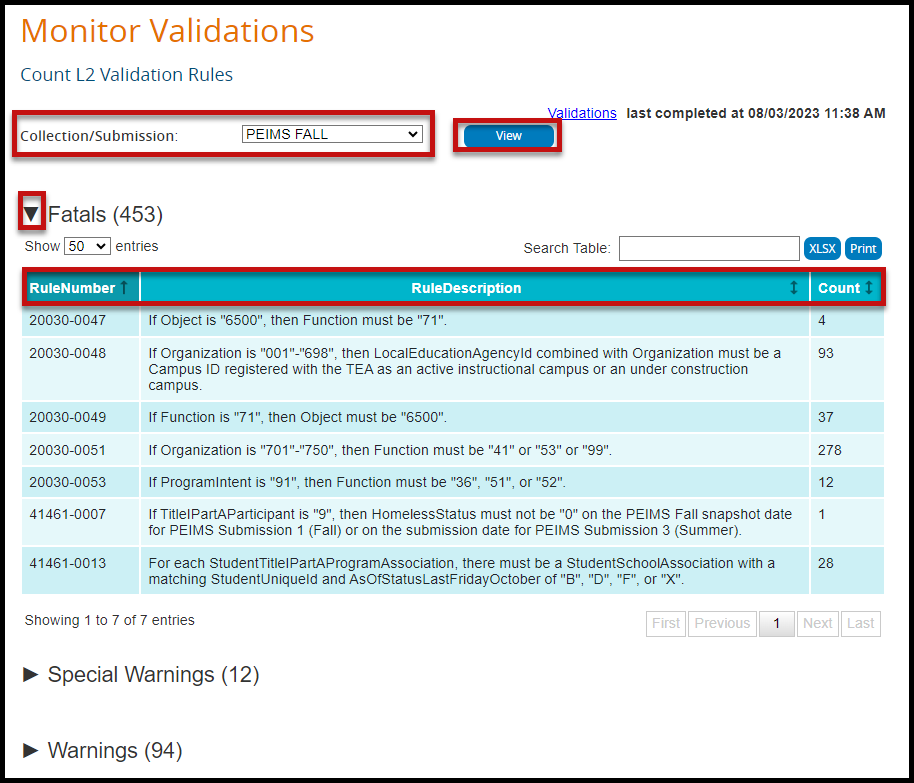 Monitor Validations
Count L2 Validation Rules
Validations last completed at 08/03/2023 11:38 AM
Collection/Submission: PEIMS FALL View
▼ Fatals (453)
Show 50 entries Search Table: XLSX Print
RuleNumber ↑ RuleDescription ↕ Count ↕
20030-0047 If Object is "6500", then Function must be "71". 4
20030-0048 If Organization is "001"-"698", then LocalEducationAgencyId combined with Organization must be a 93
Campus ID registered with the TEA as an active instructional campus or an under construction
campus.
20030-0049 If Function is "71", then Object must be "6500". 37
20030-0051 If Organization is "701"-"750", then Function must be "41" or "53" or "99". 278
20030-0053 If ProgramIntent is "91", then Function must be "36", "51", or "52". 12
41461-0007 If TitleIPartAParticipant is "9", then HomelessStatus must not be "0" on the PEIMS Fall snapshot date 1
for PEIMS Submission 1 (Fall) or on the submission date for PEIMS Submission 3 (Summer).
41461-0013 For each StudentTitleIPartAProgramAssociation, there must be a StudentSchoolAssociation with a 28
matching StudentUniqueId and AsOfStatusLastFridayOctober of "B", "D", "F", or "X".
Showing 1 to 7 of 7 entries First Previous 1 Next Last
► Special Warnings (12)
► Warnings (94)